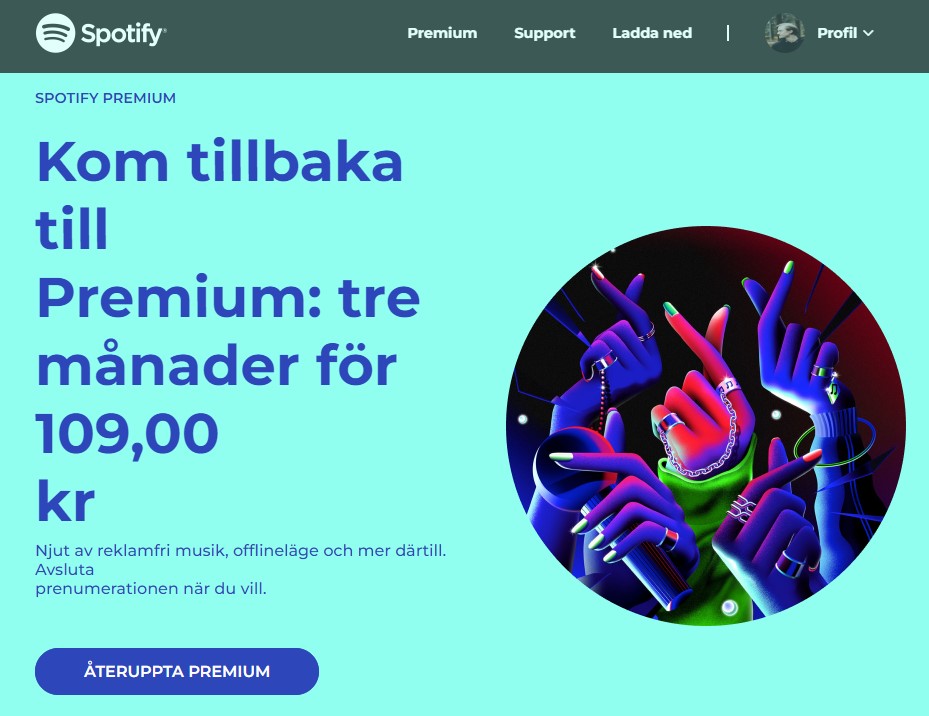 Spotify®
Premium
Support
Ladda ned
Profil
SPOTIFY PREMIUM
Kom tillbaka
till
Premium: tre
månader för
109,00
kr
Njut av reklamfri musik, offlineläge och mer därtill.
Avsluta
prenumerationen när du vill.
ÅTERUPPTA PREMIUM